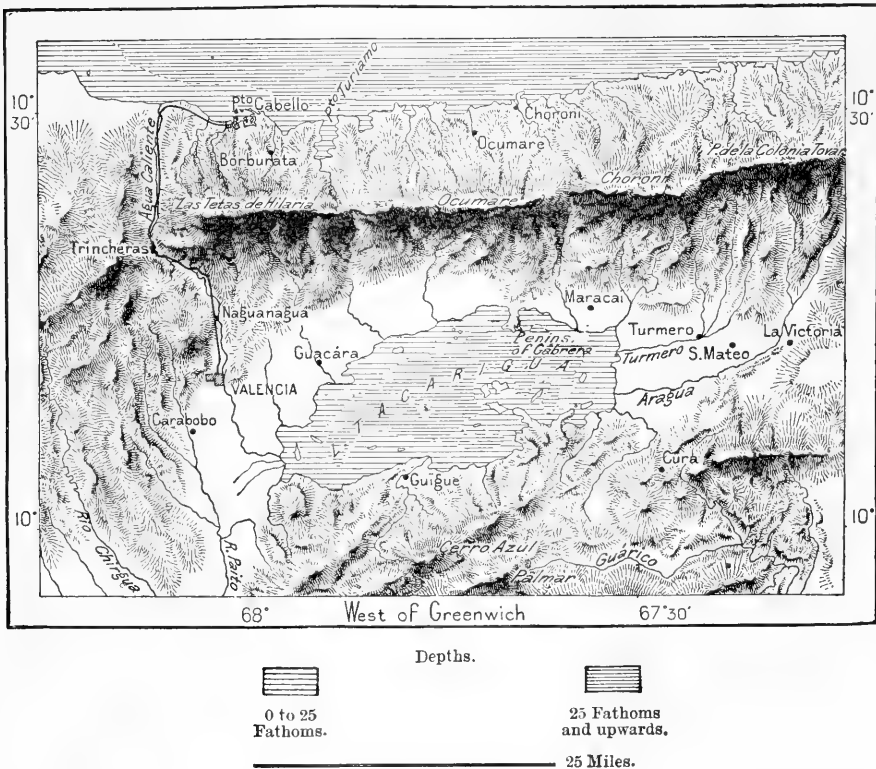 Pto Turiamo
10°
30'
Pto Cabello
Choroni
10°
30'
Ocumare
Borburata
Agua Caliente
P. de la Colonia Tovar
Choroni
Las Tetas de Hilaria
Ocumare
Trincheras
Maracai
Naguanagua
Turmero
La Victoria
Penins.
of Cabrera
Guacára
Turmero
S. Mateo
L. TACARIGUA
VALENCIA
Aragua
Carabobo
Cura
Guigue
10°
10°
Rio Chirgua
R. Paito
Cerro Azul
Guárico
Palmar
68°
West of Greenwich
67°30'
Depths.
0 to 25
Fathoms.
25 Fathoms
and upwards.
25 Miles.